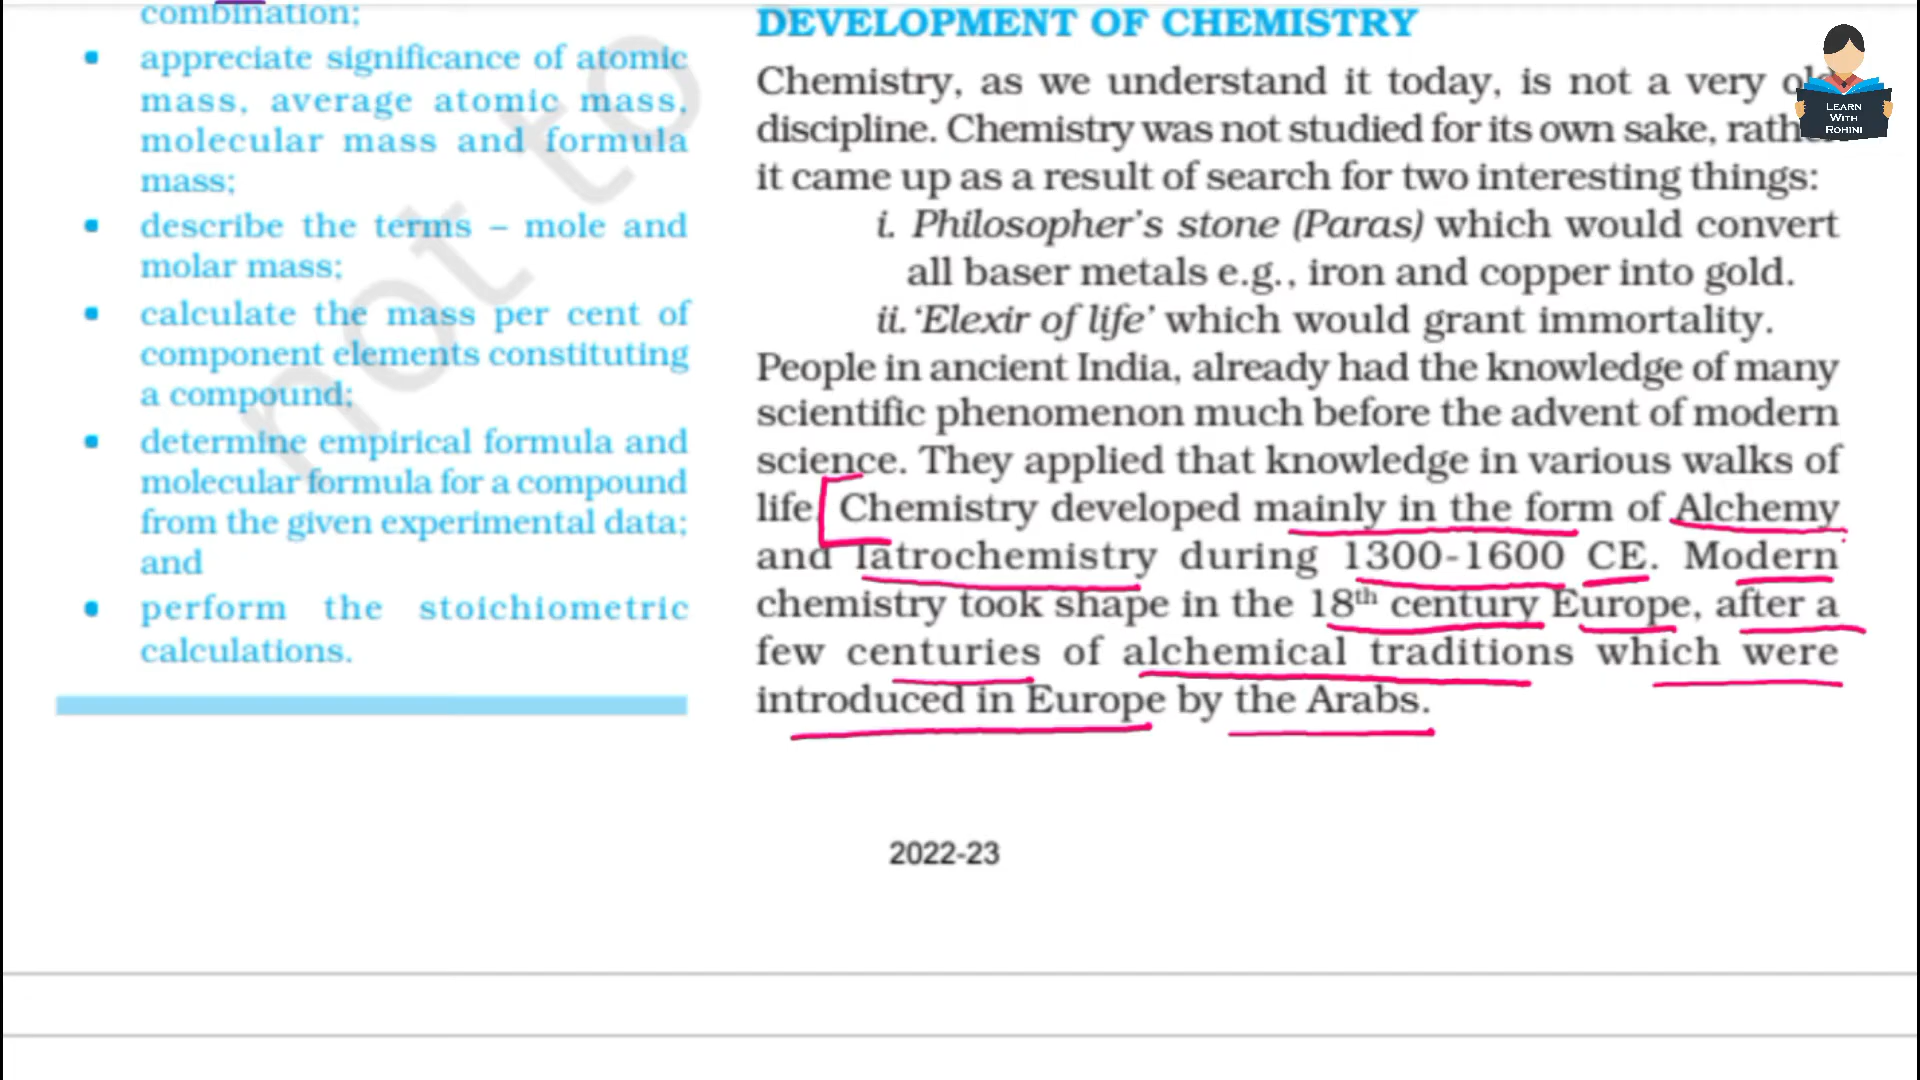 combination;
appreciate significance of atomic
mass, average atomic mass,
molecular mass and formula
mass;
describe the terms – mole and
molar mass;
calculate the mass per cent of
component elements constituting
a compound;
determine empirical formula and
molecular formula for a compound
from the given experimental data;
and
perform the stoichiometric
calculations.
not to
DEVELOPMENT OF CHEMISTRY
Chemistry, as we understand it today, is not a very
discipline. Chemistry was not studied for its own sake,
it came up as a result of search for two interesting things:
i. Philosopher's stone (Paras) which would convert
all baser metals e.g., iron and copper into gold.
ii. ‘Elexir of life’ which would grant immortality.
People in ancient India, already had the knowledge of many
scientific phenomenon much before the advent of modern
science. They applied that knowledge in various walks of
life Chemistry developed mainly in the form of Alchemy
and Iatrochemistry during 1300-1600 CE. Modern
chemistry took shape in the 18th century Europe, after a
few centuries of alchemical traditions which were
introduced in Europe by the Arabs.
2022-23
LEARN
WITH
ROHINI